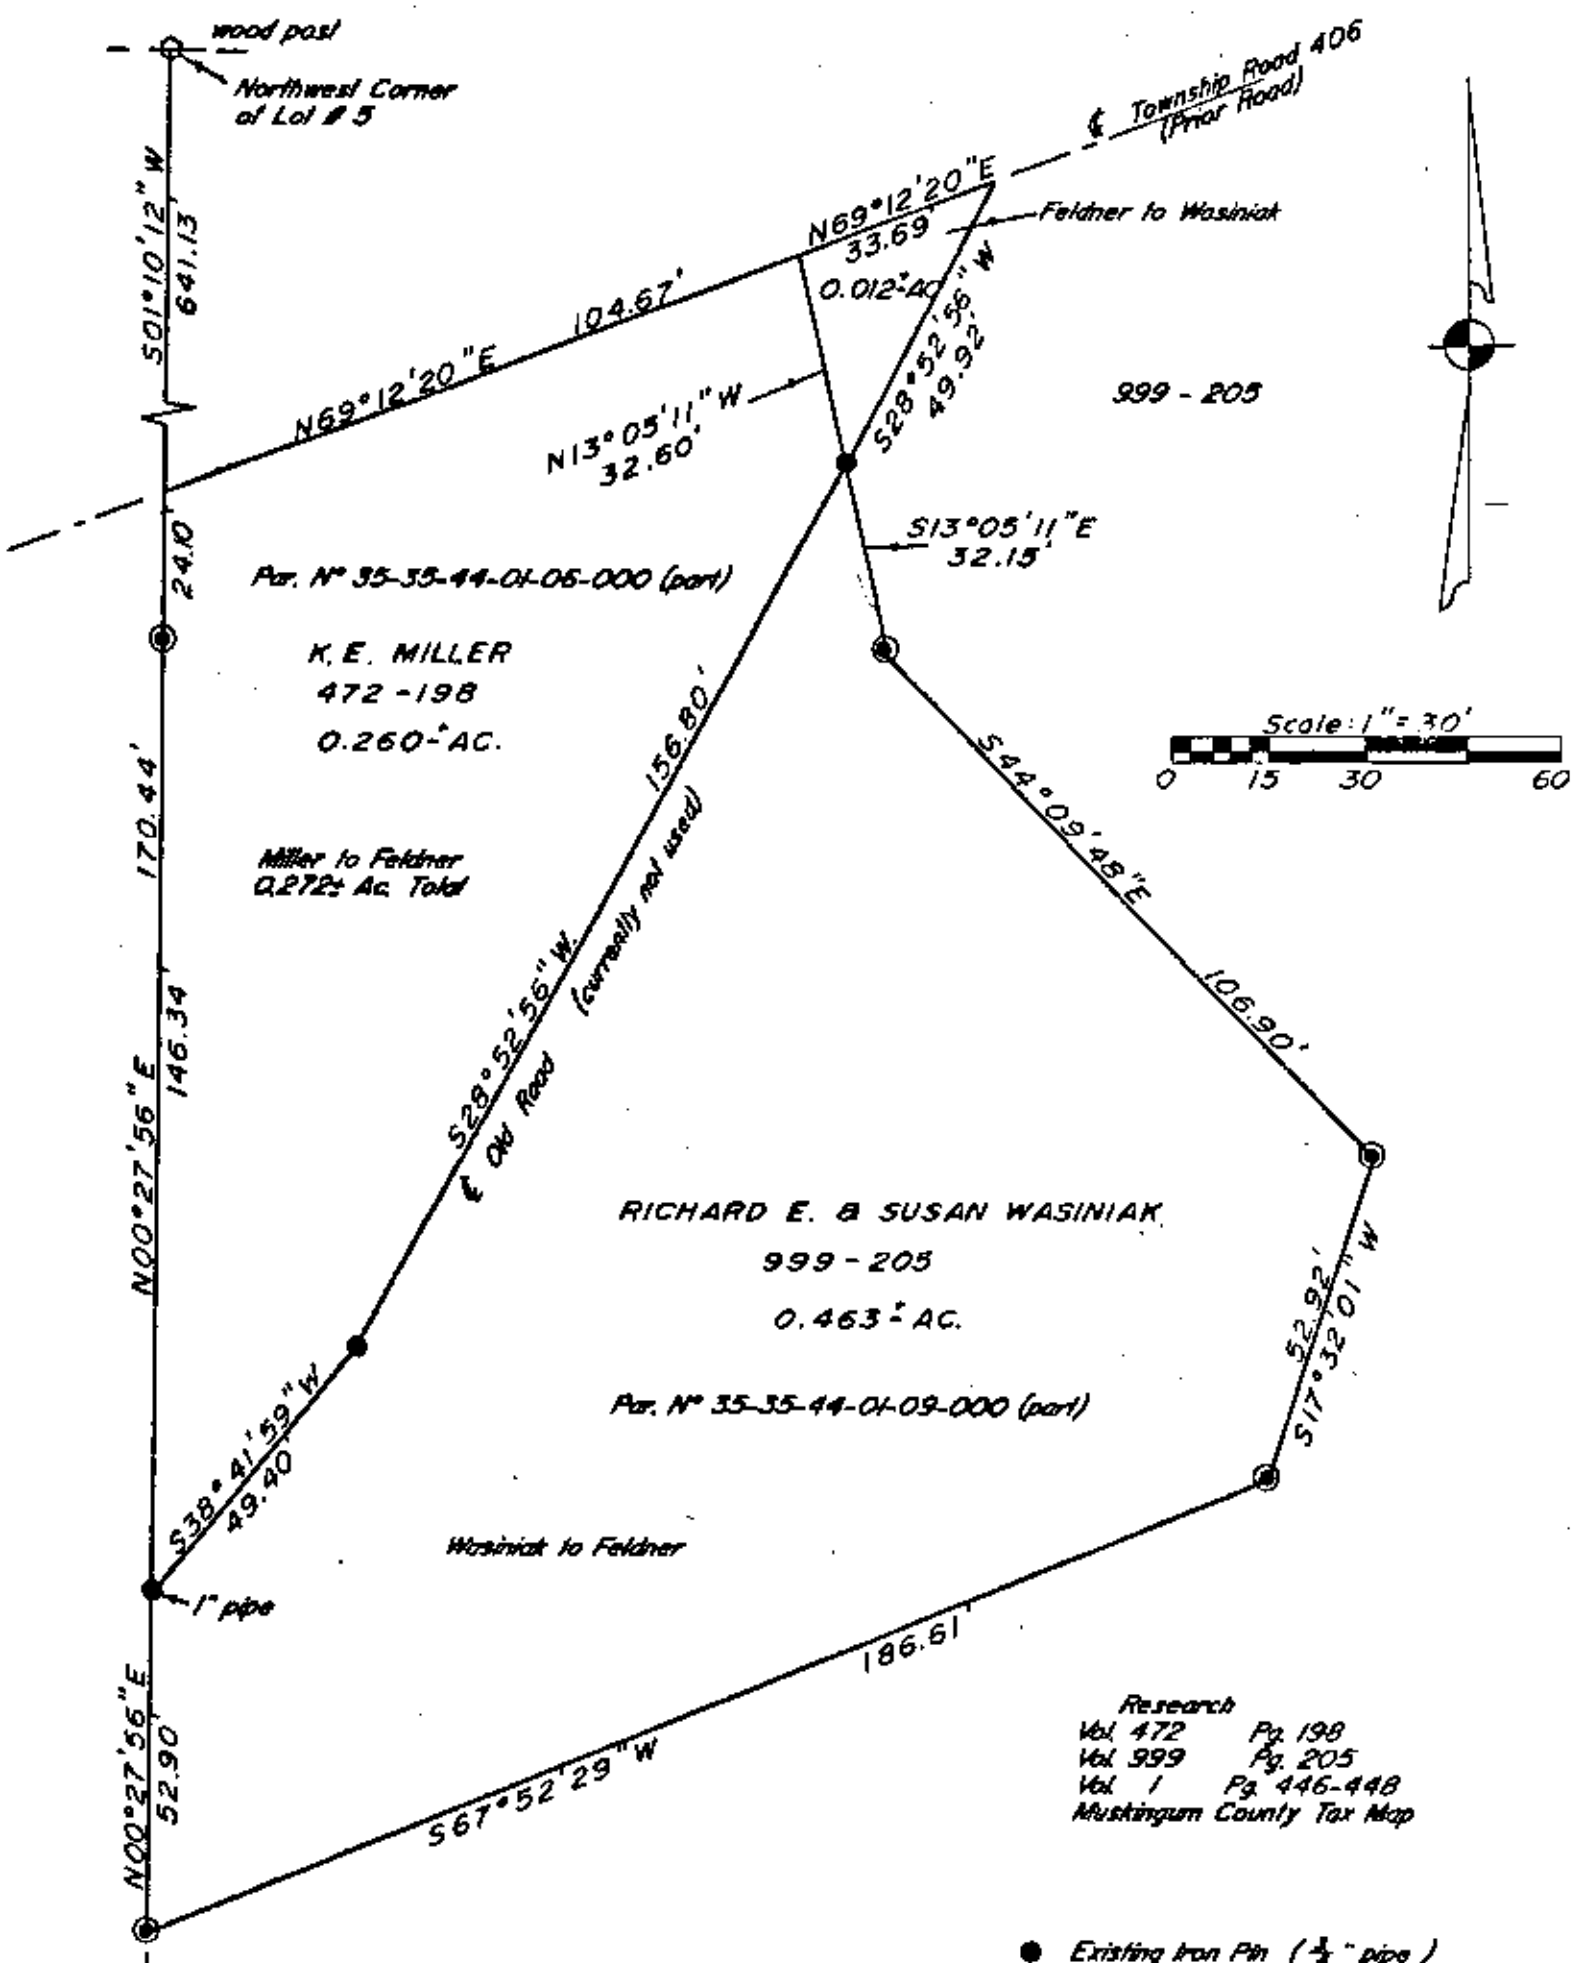 wood post
Northwest Corner
of Lot # 5
S01°10'12"W
641.13'
℄ Township Road 406
(Prior Road)
N69°12'20"E
33.69'
Feldner to Wasiniak
0.012± AC
S28°52'56"W
49.92'
N69°12'20"E 104.67'
N13°05'11"W
32.60'
999 - 205
S13°05'11"E
32.15'
24.10'
Par. Nº 35-35-44-01-06-000 (part)
K. E. MILLER
472 - 198
0.260± AC.
Scale: 1" = 30'
0 15 30 60
170.44'
156.80'
S44°09'48"E 106.90'
Miller to Feldner
0.272± Ac. Total
(currently not used)
S28°52'56"W
℄ Old Road
N00°27'56"E
146.34'
RICHARD E. & SUSAN WASINIAK
999 - 205
0.463± AC.
52.92'
S17°32'01"W
Par. Nº 35-35-44-01-09-000 (part)
S38°41'59"W
49.40'
Wasiniak to Feldner
1" pipe
186.61'
S67°52'29"W
N00°27'56"E
52.90'
Research
Vol. 472 Pg. 198
Vol. 999 Pg. 205
Vol. 1 Pg. 446-448
Muskingum County Tax Map
Existing Iron Pin ( " pipe )